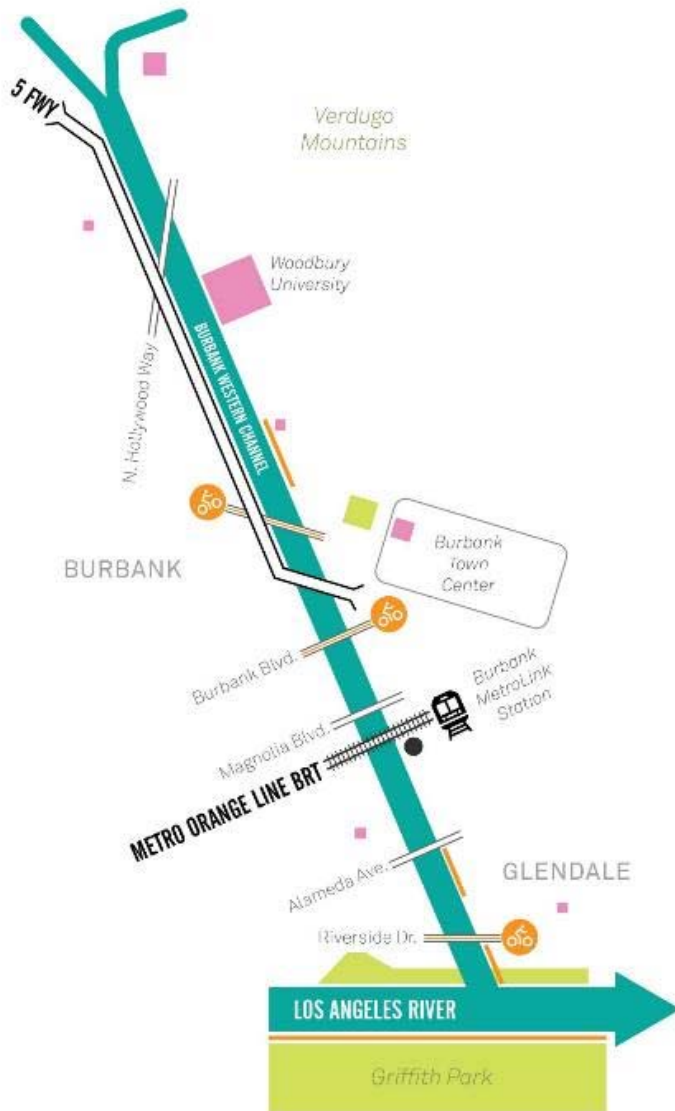 5 FWY
Verdugo
Mountains
Woodbury
University
BURBANK WESTERN CHANNEL
N. Hollywood Way
BURBANK
Burbank
Town
Center
Burbank Blvd.
Burbank
MetroLink
Station
Magnolia Blvd.
METRO ORANGE LINE BRT
Alameda Ave.
GLENDALE
Riverside Dr.
LOS ANGELES RIVER
Griffith Park